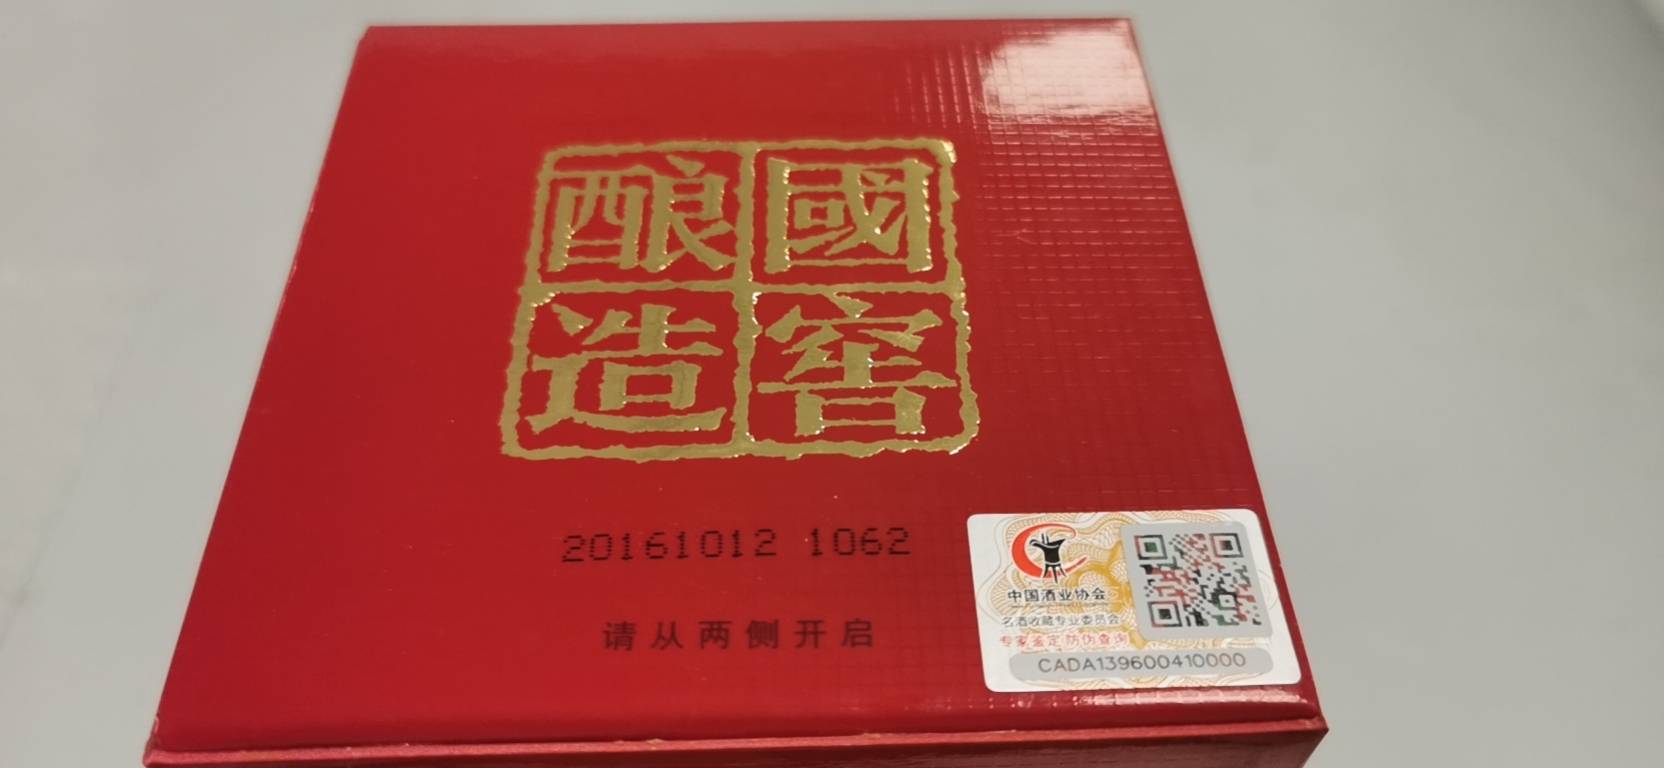 國窖
酿造
20161012 1062
请从两侧开启
中国酒业协会
名酒收藏专业委员会
专家鉴定 防伪查询
CADA139600410000